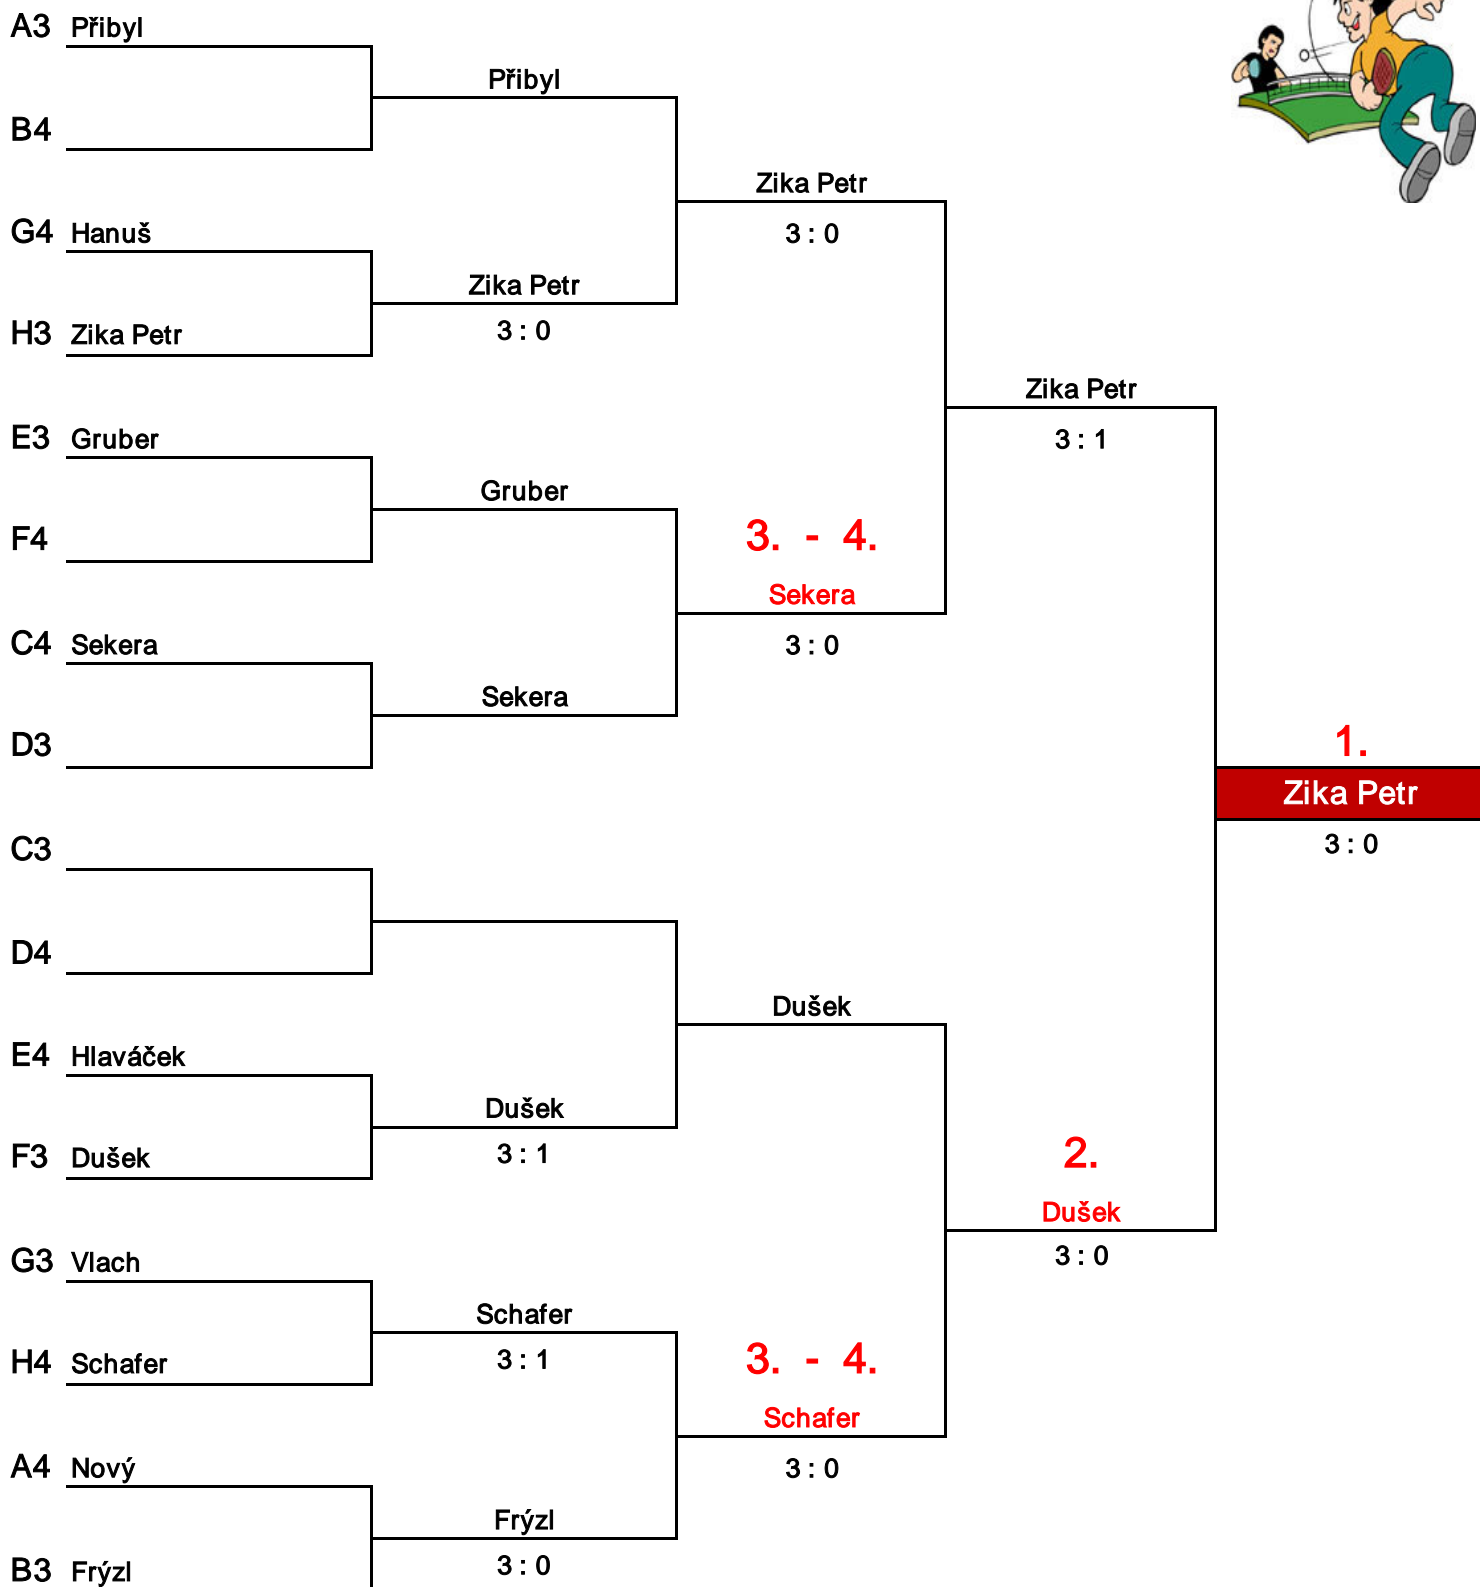 A3 Přibyl
Přibyl
B4
Zika Petr
G4 Hanuš
3 : 0
Zika Petr
H3 Zika Petr
3 : 0
Zika Petr
E3 Gruber
3 : 1
Gruber
F4
3. - 4.
Sekera
C4 Sekera
3 : 0
Sekera
D3
1.
Zika Petr
C3
3 : 0
D4
Dušek
E4 Hlaváček
Dušek
F3 Dušek
3 : 1
2.
Dušek
G3 Vlach
3 : 0
Schafer
H4 Schafer
3 : 1
3. - 4.
Schafer
A4 Nový
3 : 0
Frýzl
B3 Frýzl
3 : 0